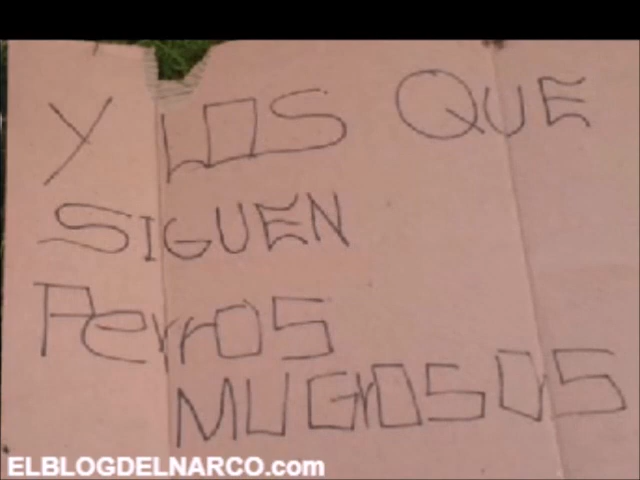 Y LOS QUE
SIGUEN
Perros
MUGrOSOS
ELBLOGDELNARCO.com